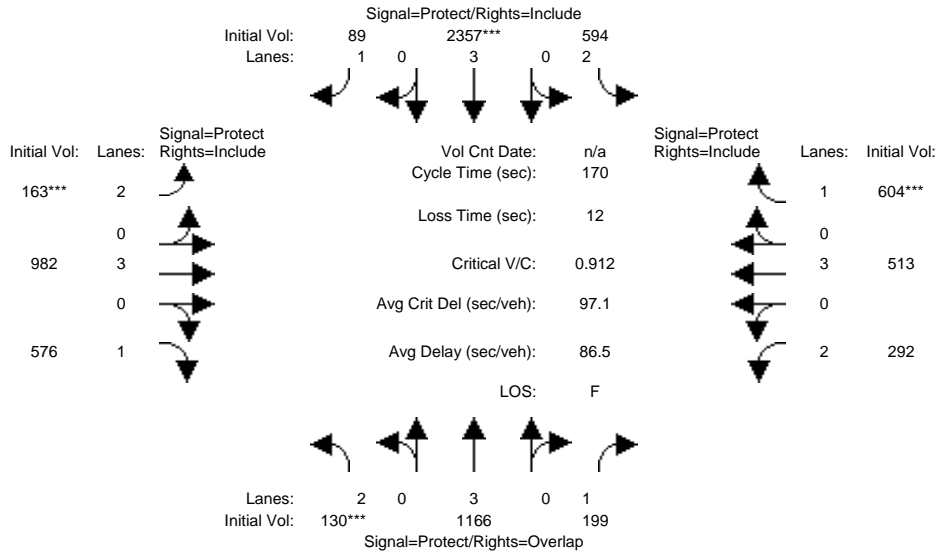 Signal=Protect/Rights=Include
Initial Vol: 89 2357*** 594
Lanes: 1 0 3 0 2
Signal=Protect
Initial Vol: Lanes: Rights=Include
Vol Cnt Date: n/a
Signal=Protect
Rights=Include Lanes: Initial Vol:
Cycle Time (sec): 170
163*** 2
1 604***
Loss Time (sec): 12
0
0
982 3
Critical V/C: 0.912
3 513
0
Avg Crit Del (sec/veh): 97.1
0
576 1
Avg Delay (sec/veh): 86.5
2 292
LOS: F
Lanes: 2 0 3 0 1
Initial Vol: 130*** 1166 199
Signal=Protect/Rights=Overlap